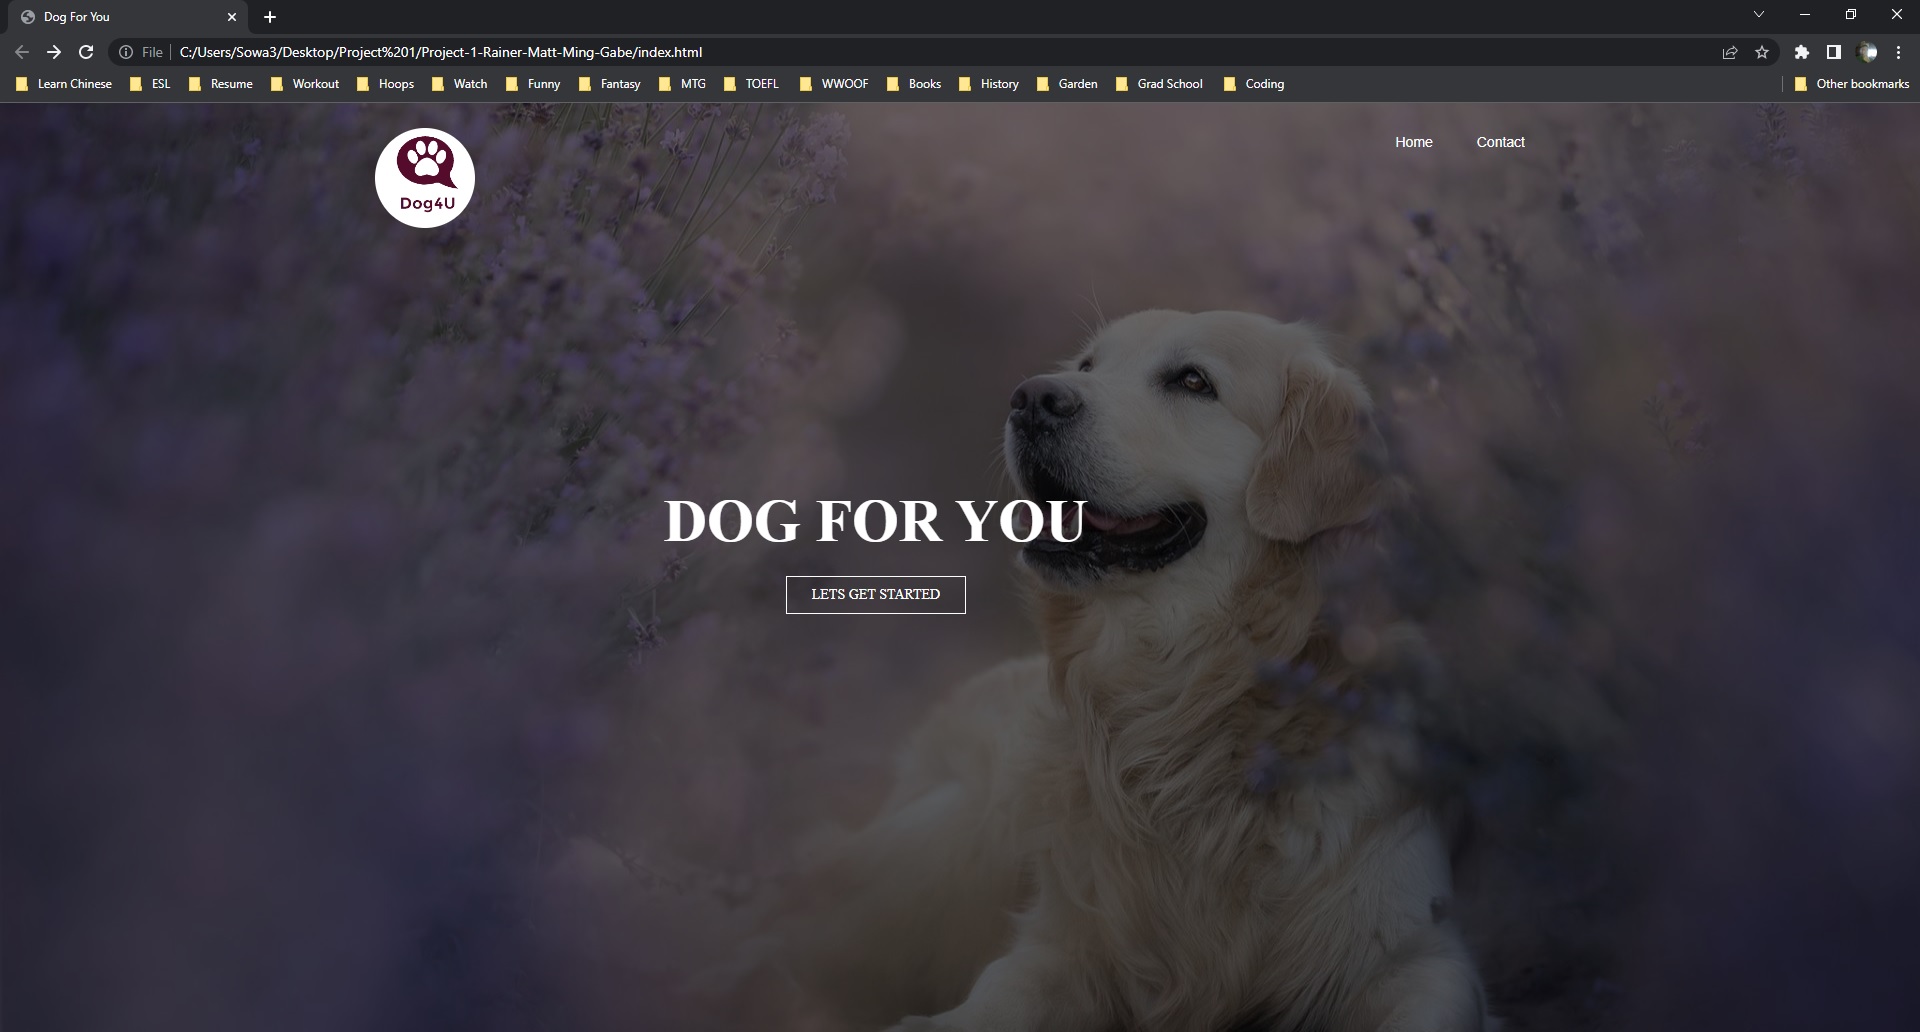 Dog For You
File
C:/Users/Sowa3/Desktop/Project%201/Project-1-Rainer-Matt-Ming-Gabe/index.html
Learn Chinese ESL Resume Workout Hoops Watch Funny Fantasy MTG TOEFL WWOOF Books History Garden Grad School Coding Other bookmarks
Dog4U
Home Contact
DOG FOR YOU
LETS GET STARTED